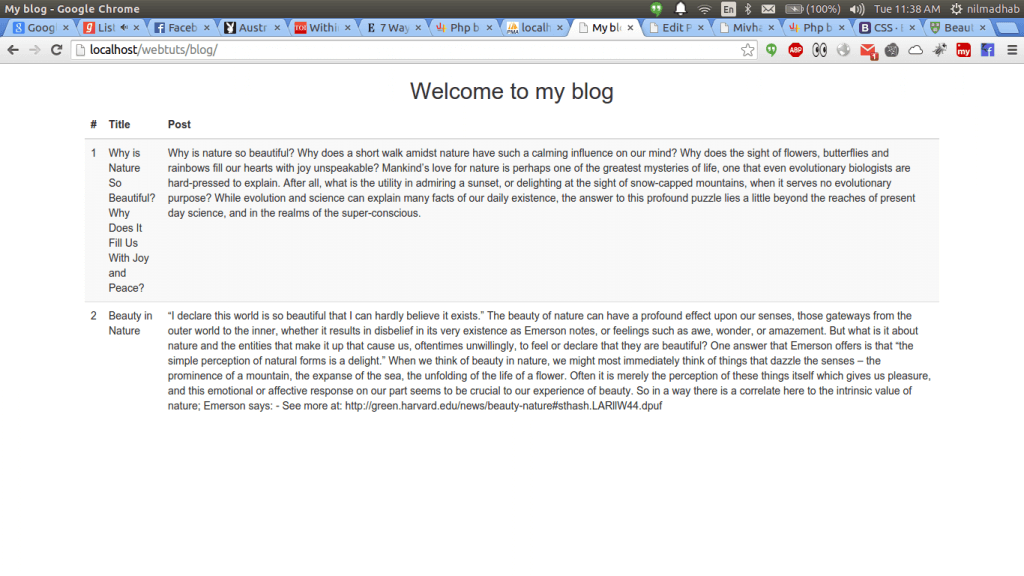 My blog - Google Chrome
En (100%) Tue 11:38 AM nilmadhab
Goog List Faceb Austr Withi 7 Way Php b localh My bl Edit P Mivha Php b CSS · Beaut
localhost/webtuts/blog/
Welcome to my blog
# Title Post
1 Why is Why is nature so beautiful? Why does a short walk amidst nature have such a calming influence on our mind? Why does the sight of flowers, butterflies and
Nature rainbows fill our hearts with joy unspeakable? Mankind’s love for nature is perhaps one of the greatest mysteries of life, one that even evolutionary biologists are
So hard-pressed to explain. After all, what is the utility in admiring a sunset, or delighting at the sight of snow-capped mountains, when it serves no evolutionary
Beautiful? purpose? While evolution and science can explain many facts of our daily existence, the answer to this profound puzzle lies a little beyond the reaches of present
Why day science, and in the realms of the super-conscious.
Does It
Fill Us
With Joy
and
Peace?
2 Beauty in “I declare this world is so beautiful that I can hardly believe it exists.” The beauty of nature can have a profound effect upon our senses, those gateways from the
Nature outer world to the inner, whether it results in disbelief in its very existence as Emerson notes, or feelings such as awe, wonder, or amazement. But what is it about
nature and the entities that make it up that cause us, oftentimes unwillingly, to feel or declare that they are beautiful? One answer that Emerson offers is that “the
simple perception of natural forms is a delight.” When we think of beauty in nature, we might most immediately think of things that dazzle the senses – the
prominence of a mountain, the expanse of the sea, the unfolding of the life of a flower. Often it is merely the perception of these things itself which gives us pleasure,
and this emotional or affective response on our part seems to be crucial to our experience of beauty. So in a way there is a correlate here to the intrinsic value of
nature; Emerson says: - See more at: http://green.harvard.edu/news/beauty-nature#sthash.LARllW44.dpuf